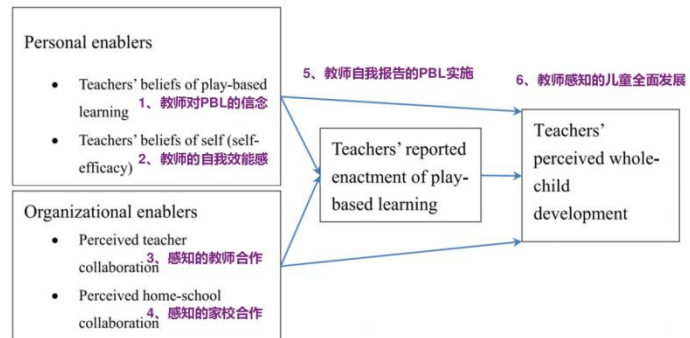 Personal enablers
• Teachers' beliefs of play-based
learning 1、教师对PBL的信念
• Teachers' beliefs of self (self-
efficacy) 2、教师的自我效能感
Organizational enablers
• Perceived teacher
collaboration 3、感知的教师合作
• Perceived home-school
collaboration 4、感知的家校合作
5、教师自我报告的PBL实施
Teachers' reported
enactment of play-
based learning
6、教师感知的儿童全面发展
Teachers'
perceived whole-
child
development